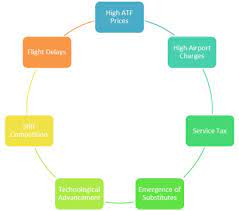 High ATF
Prices
High Airport
Charges
Service Tax
Emergence of
Substitutes
Technological
Advancement
Competition
Flight Delays